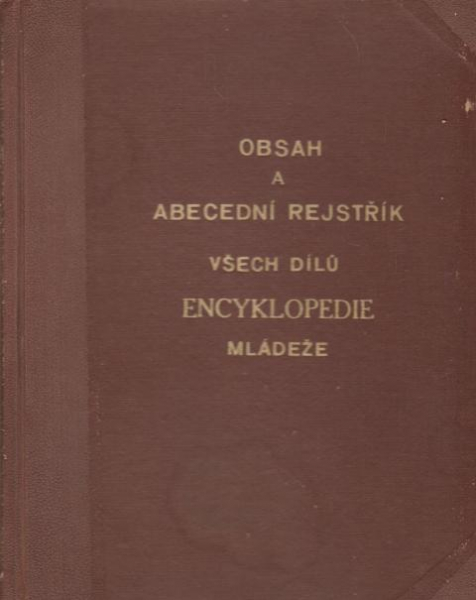 OBSAH
A
ABECEDNÍ REJSTŘÍK
VŠECH DÍLŮ
ENCYKLOPEDIE
MLÁDEŽE